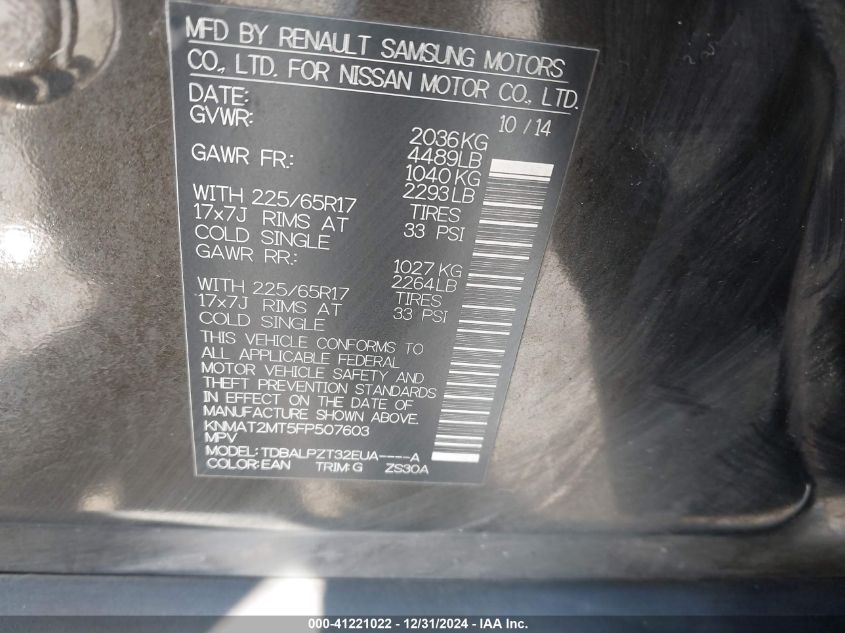 MFD BY RENAULT SAMSUNG MOTORS
CO., LTD. FOR NISSAN MOTOR CO., LTD.
DATE: 10 / 14
GVWR: 2036KG
4489LB
GAWR FR.: 1040 KG
2293LB
WITH 225/65R17 TIRES
17x7J RIMS AT 33 PSI
COLD SINGLE
GAWR RR.: 1027 KG
2264LB
WITH 225/65R17 TIRES
17x7J RIMS AT 33 PSI
COLD SINGLE
THIS VEHICLE CONFORMS TO
ALL APPLICABLE FEDERAL
MOTOR VEHICLE SAFETY AND
THEFT PREVENTION STANDARDS
IN EFFECT ON THE DATE OF
MANUFACTURE SHOWN ABOVE.
KNMAT2MT5FP507603
MPV
MODEL: TDBALPZT32EUA----A
COLOR:EAN TRIM:G ZS30A
000-41221022 - 12/31/2024 - IAA Inc.